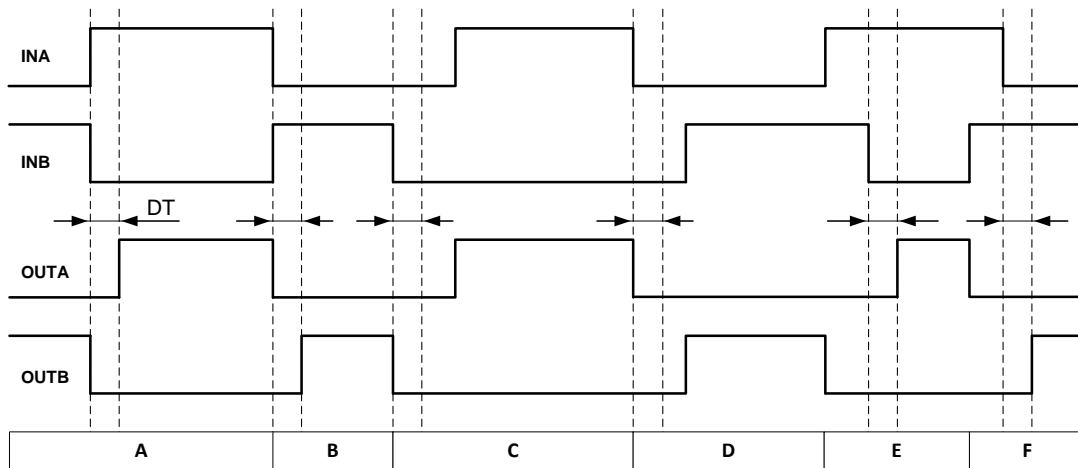 INA
INB
DT
OUTA
OUTB
A B C D E F